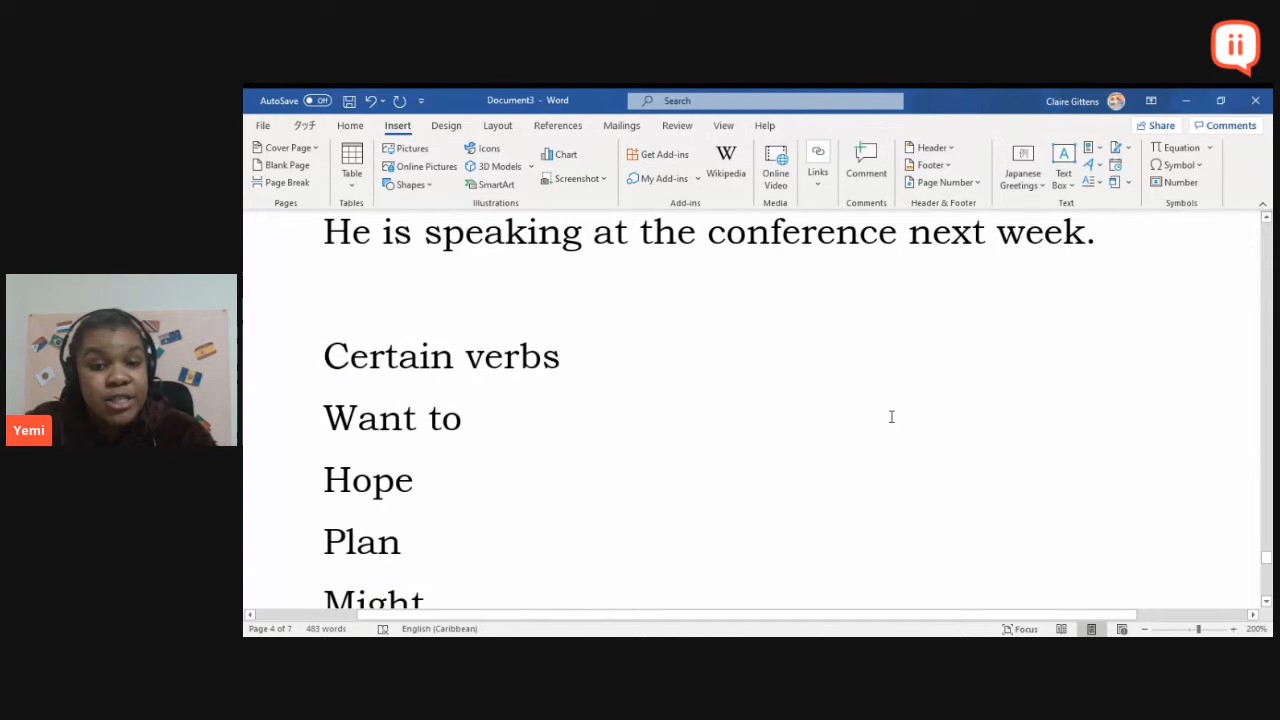 ii
AutoSave Off
Document3 - Word
Search
Claire Gittens
File タッチ Home Insert Design Layout References Mailings Review View Help
Share Comments
Cover Page
Blank Page
Page Break
Pages
Table
Tables
Pictures
Online Pictures
Shapes
Icons
3D Models
SmartArt
Chart
Screenshot
Illustrations
Get Add-ins
My Add-ins
W
Wikipedia
Add-ins
Online
Video
Media
Links
Comment
Comments
Header
Footer
Page Number
Header & Footer
Japanese
Greetings
A
Text
Box
Text
Equation
Symbol
Number
Symbols
He is speaking at the conference next week.
Certain verbs
Want to
Hope
Plan
Might
Yemi
Page 4 of 7 483 words English (Caribbean)
Focus
200%